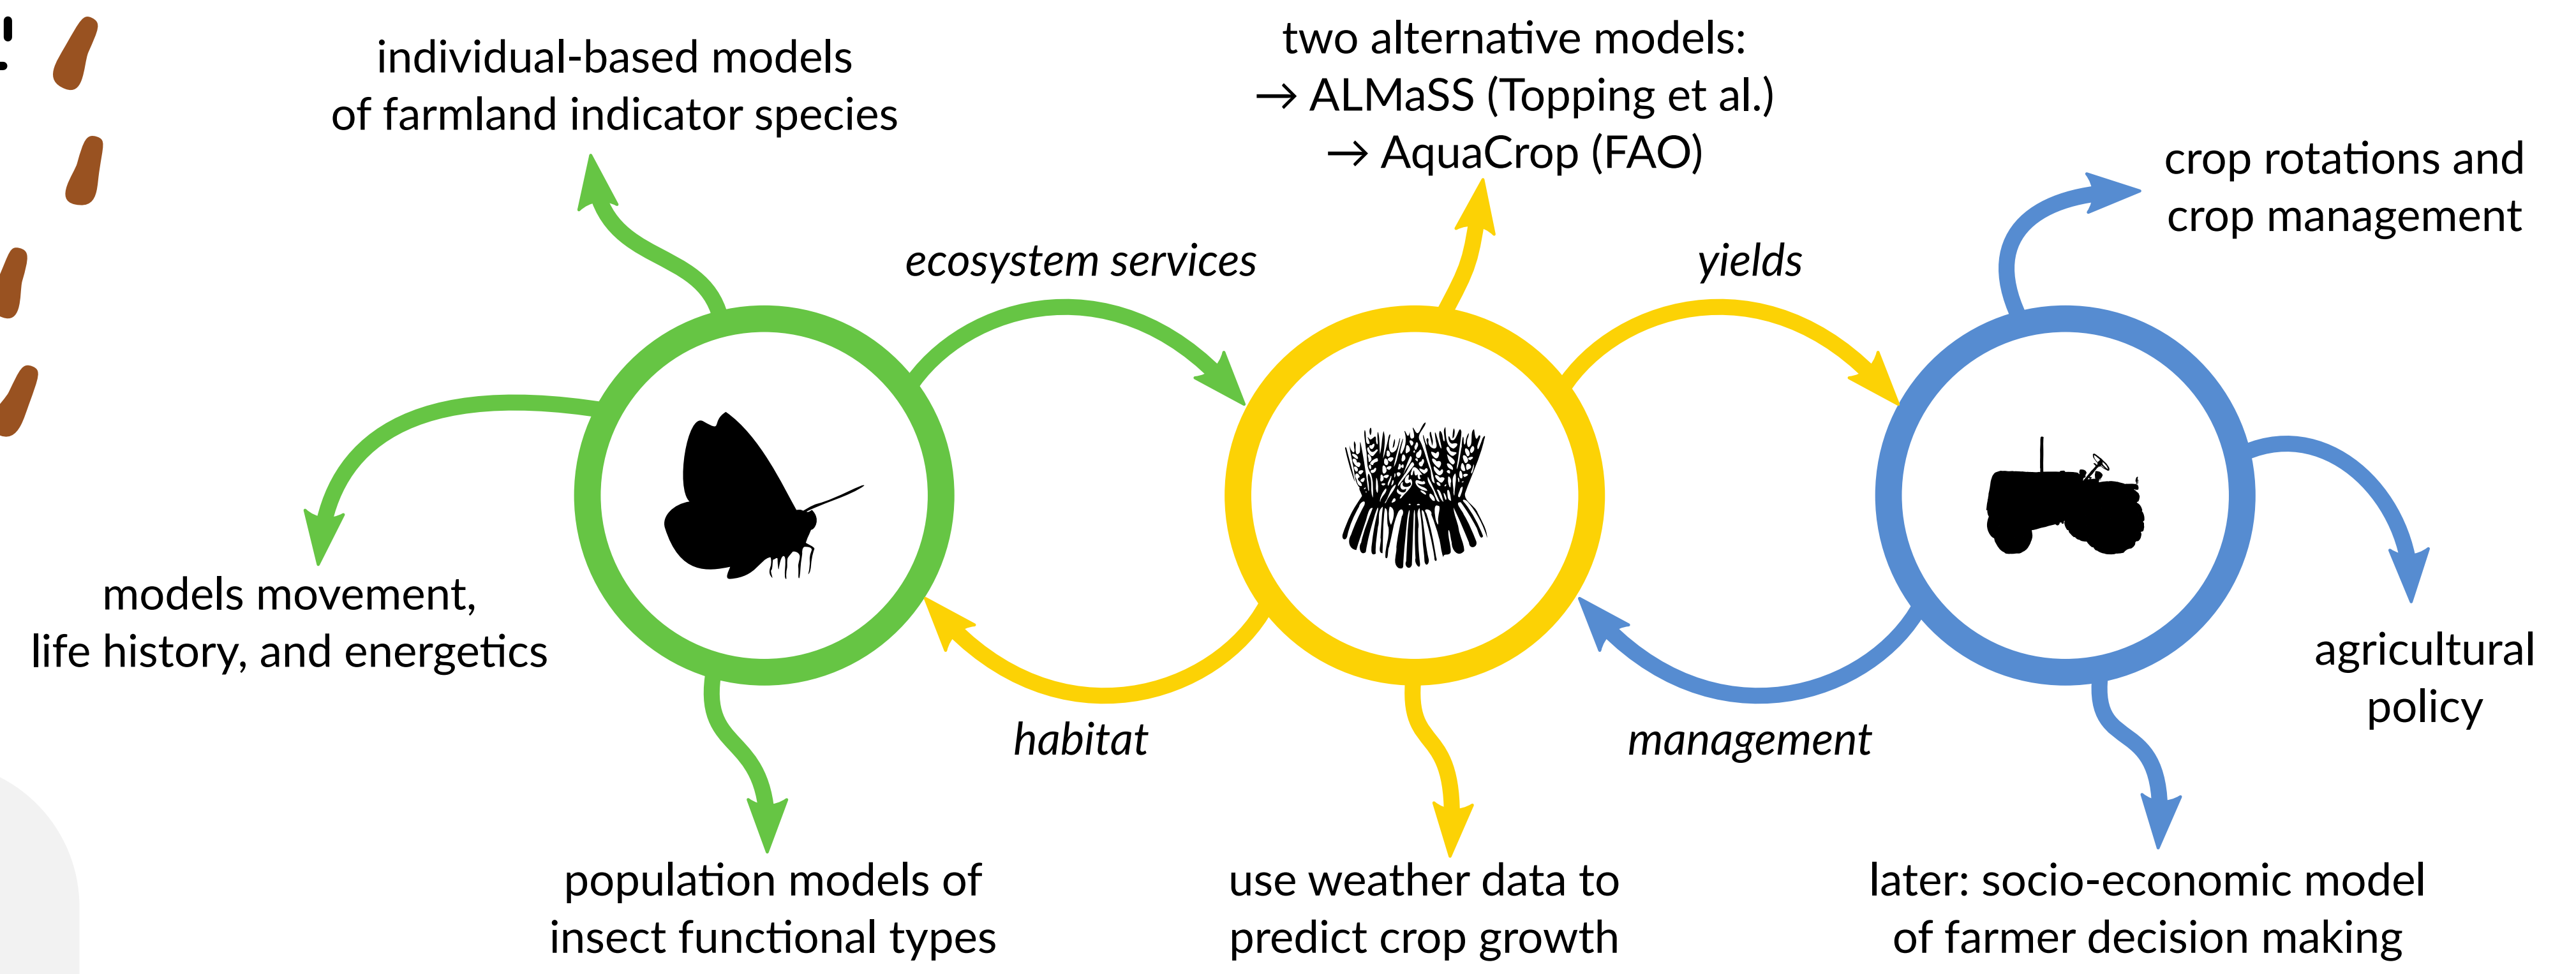 individual-based models
of farmland indicator species
two alternative models:
→ ALMaSS (Topping et al.)
→ AquaCrop (FAO)
crop rotations and
crop management
ecosystem services
yields
models movement,
life history, and energetics
agricultural
policy
habitat
management
population models of
insect functional types
use weather data to
predict crop growth
later: socio-economic model
of farmer decision making